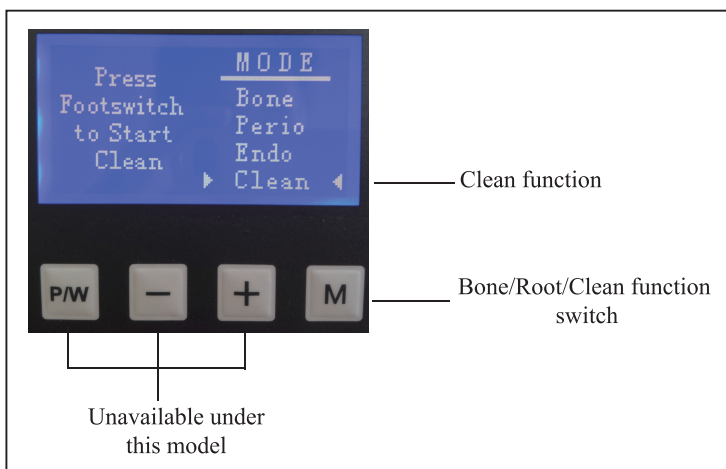 Press
Footswitch
to Start
Clean
MODE
Bone
Perio
Endo
Clean
Clean function
P/W
−
+
M
Bone/Root/Clean function
switch
Unavailable under
this model